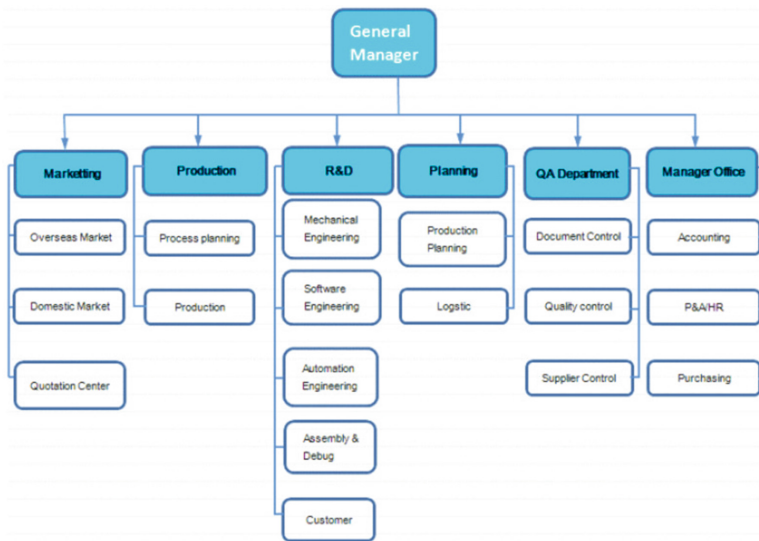 General
Manager
Marketting
Production
R&D
Planning
QA Department
Manager Office
Overseas Market
Process planning
Mechanical
Engineering
Production
Planning
Document Control
Accounting
Domestic Market
Production
Software
Engineering
Logstic
Quality control
P&A/HR
Quotation Center
Automation
Engineering
Supplier Control
Purchasing
Assembly &
Debug
Customer